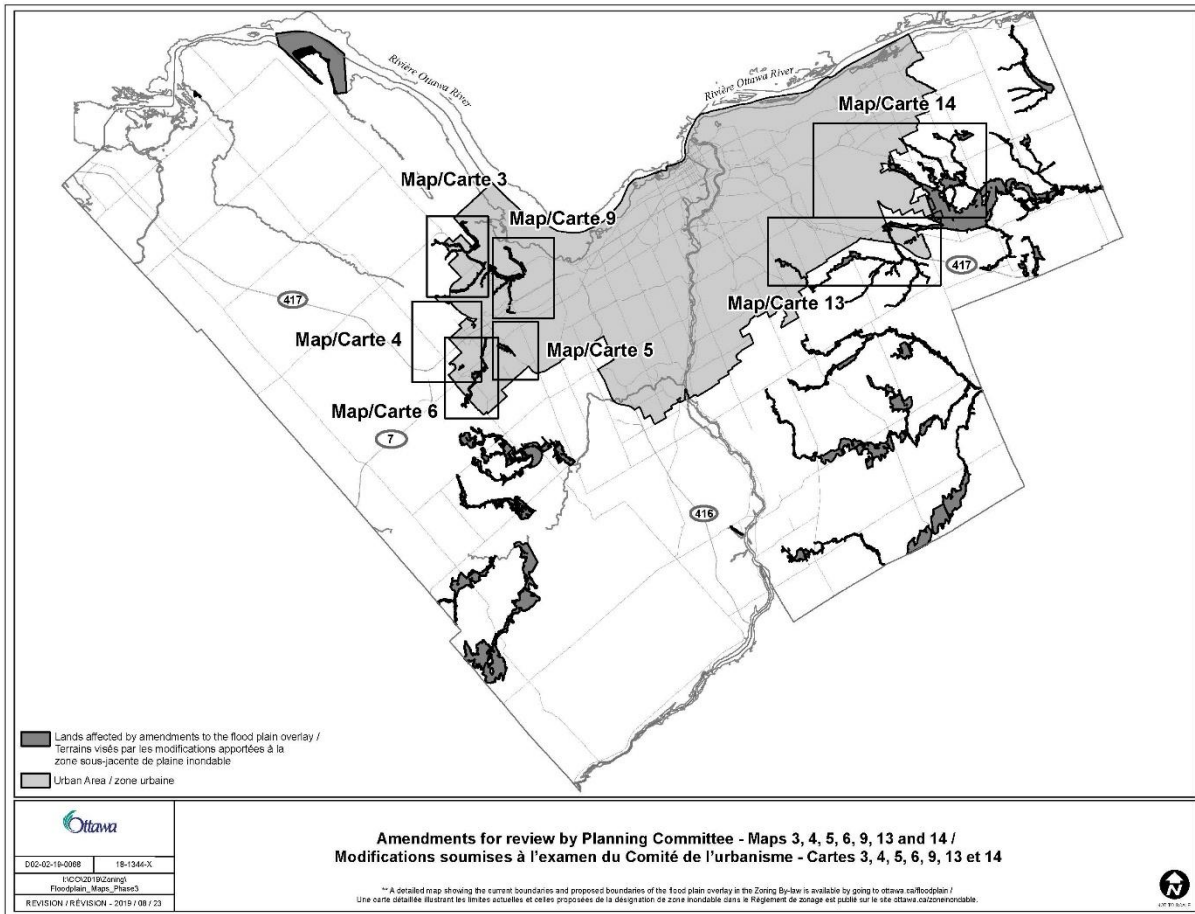 Rivière Ottawa River
Rivière Ottawa River
Map/Carte 14
Map/Carte 3
Map/Carte 9
417
417
Map/Carte 13
Map/Carte 4
Map/Carte 5
Map/Carte 6
7
416
Lands affected by amendments to the flood plain overlay /
Terrains visés par les modifications apportées à la
zone sous-jacente de plaine inondable
Urban Area / zone urbaine
Ottawa
D02-02-19-0068
18-1344-X
I:\CO\2019\Zoning\
Floodplain_Maps_Phase3
REVISION / RÉVISION - 2019 / 08 / 23
Amendments for review by Planning Committee - Maps 3, 4, 5, 6, 9, 13 and 14 /
Modifications soumises à l'examen du Comité de l'urbanisme - Cartes 3, 4, 5, 6, 9, 13 et 14
** A detailed map showing the current boundaries and proposed boundaries of the flood plain overlay in the Zoning By-law is available by going to ottawa.ca/floodplain /
Une carte détaillée illustrant les limites actuelles et celles proposées de la désignation de zone inondable dans le Règlement de zonage est publié sur le site ottawa.ca/zoneinondable.
N
NOT TO SCALE